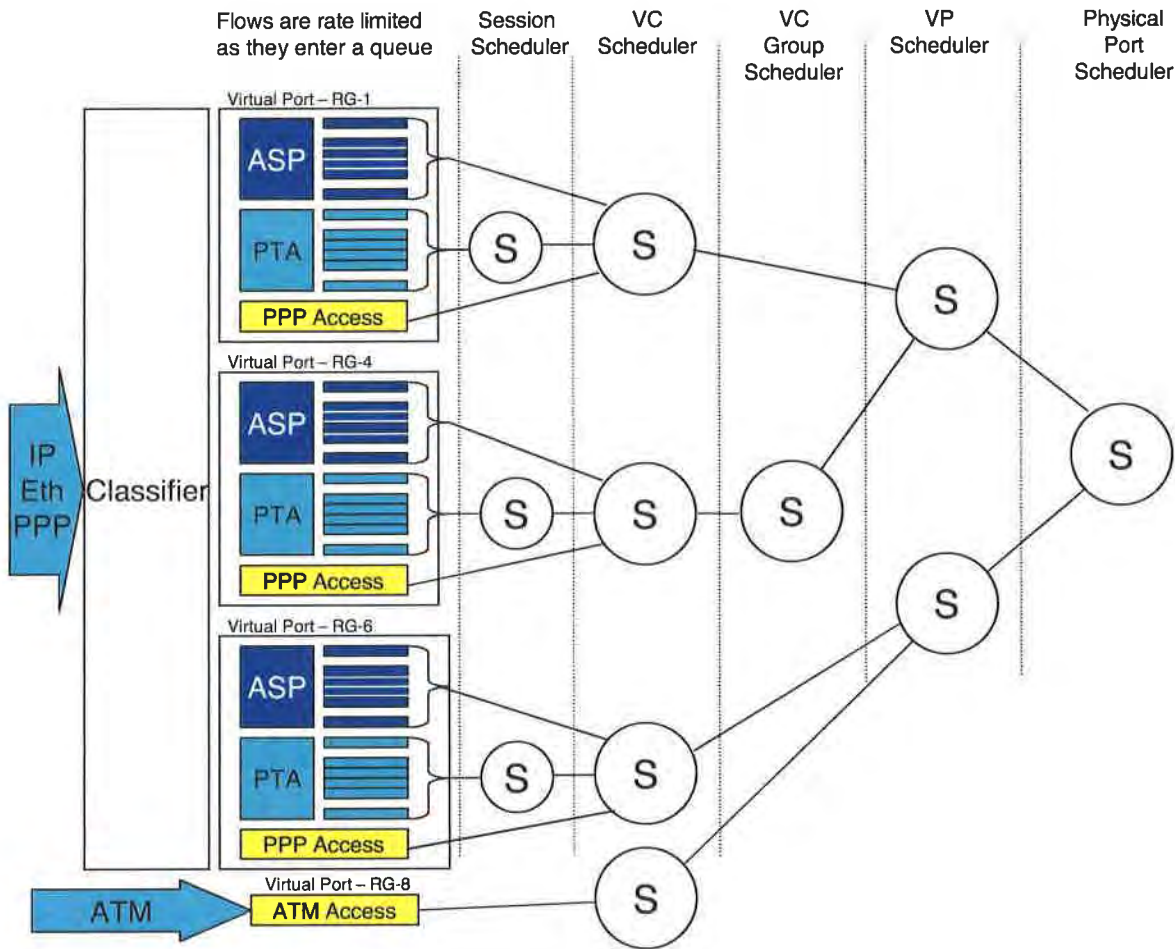 Flows are rate limited
as they enter a queue
Session
Scheduler
VC
Scheduler
VC
Group
Scheduler
VP
Scheduler
Physical
Port
Scheduler
Virtual Port – RG-1
ASP
PTA
PPP Access
S
S
S
Virtual Port – RG-4
ASP
PTA
PPP Access
S
S
S
S
IP
Eth
PPP
Classifier
Virtual Port – RG-6
ASP
PTA
PPP Access
S
S
S
Virtual Port – RG-8
ATM
ATM Access
S